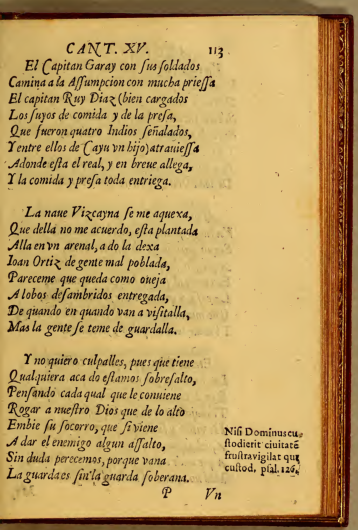 CANT. XV. 113
El Capitan Garay con ſus ſoldados
Camina a la Aſſumpcion con mucha prieſſa
El capitan Ruy Diaz (bien cargados
Los ſuyos de comida y de la preſa,
Que fueron quatro Indios ſeñalados,
Y entre ellos de Cayu vn hijo) atrauieſſa
Adonde eſta el real, y en breue allega,
Y la comida y preſa toda entriega.
La naue Vizcayna ſe me aquexa,
Que della no me acuerdo, eſta plantada
Alla en vn arenal, a do la dexa
Ioan Ortiz de gente mal poblada,
Pareceme que queda como oueja
A lobos deſambridos entregada,
De quando en quando van a viſitalla,
Mas la gente ſe teme de guardalla.
Y no quiero culpalles, pues que tiene
Qualquiera aca do eſtamos ſobreſalto,
Penſando cada qual que le conuiene
Rogar a nueſtro Dios que de lo alto
Embie ſu ſocorro, que ſi viene
A dar el enemigo algun aſſalto,
Sin duda perecemos, porque vana
La guarda es ſin la guarda ſoberana.
Niſi Dominus cu-
ſtodierit ciuitatē
fruſtra vigilat qui
cuſtod, pſal. 126.
P Vn